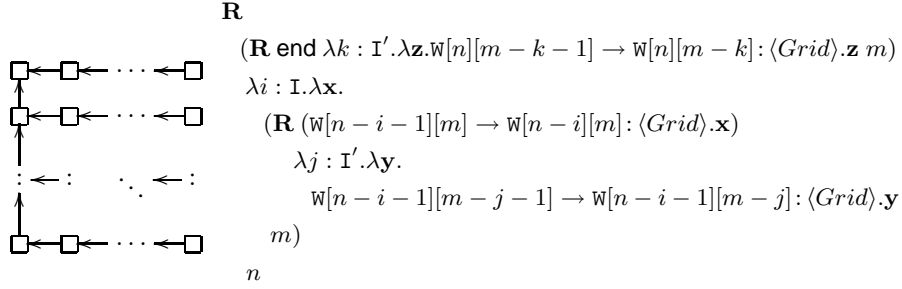 R
(R end λk : I′.λz.W[n][m − k − 1] → W[n][m − k]:⟨Grid⟩.z m)
λi : I.λx.
(R (W[n − i − 1][m] → W[n − i][m]:⟨Grid⟩.x)
λj : I′.λy.
W[n − i − 1][m − j − 1] → W[n − i − 1][m − j]:⟨Grid⟩.y
m)
n